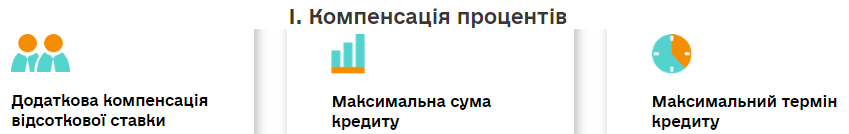 І. Компенсація процентів
Додаткова компенсація
відсоткової ставки
Максимальна сума
кредиту
Максимальний термін
кредиту